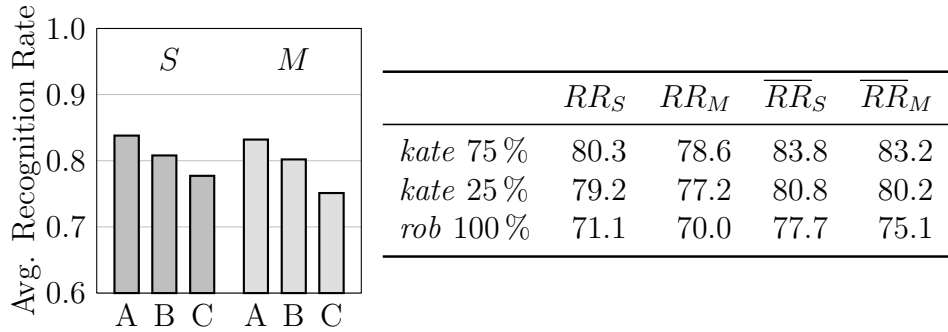 Avg. Recognition Rate
1.0
0.9
0.8
0.7
0.6
S M
A B C A B C
RR_S RR_M \overline{RR}_S \overline{RR}_M
kate 75 % 80.3 78.6 83.8 83.2
kate 25 % 79.2 77.2 80.8 80.2
rob 100 % 71.1 70.0 77.7 75.1